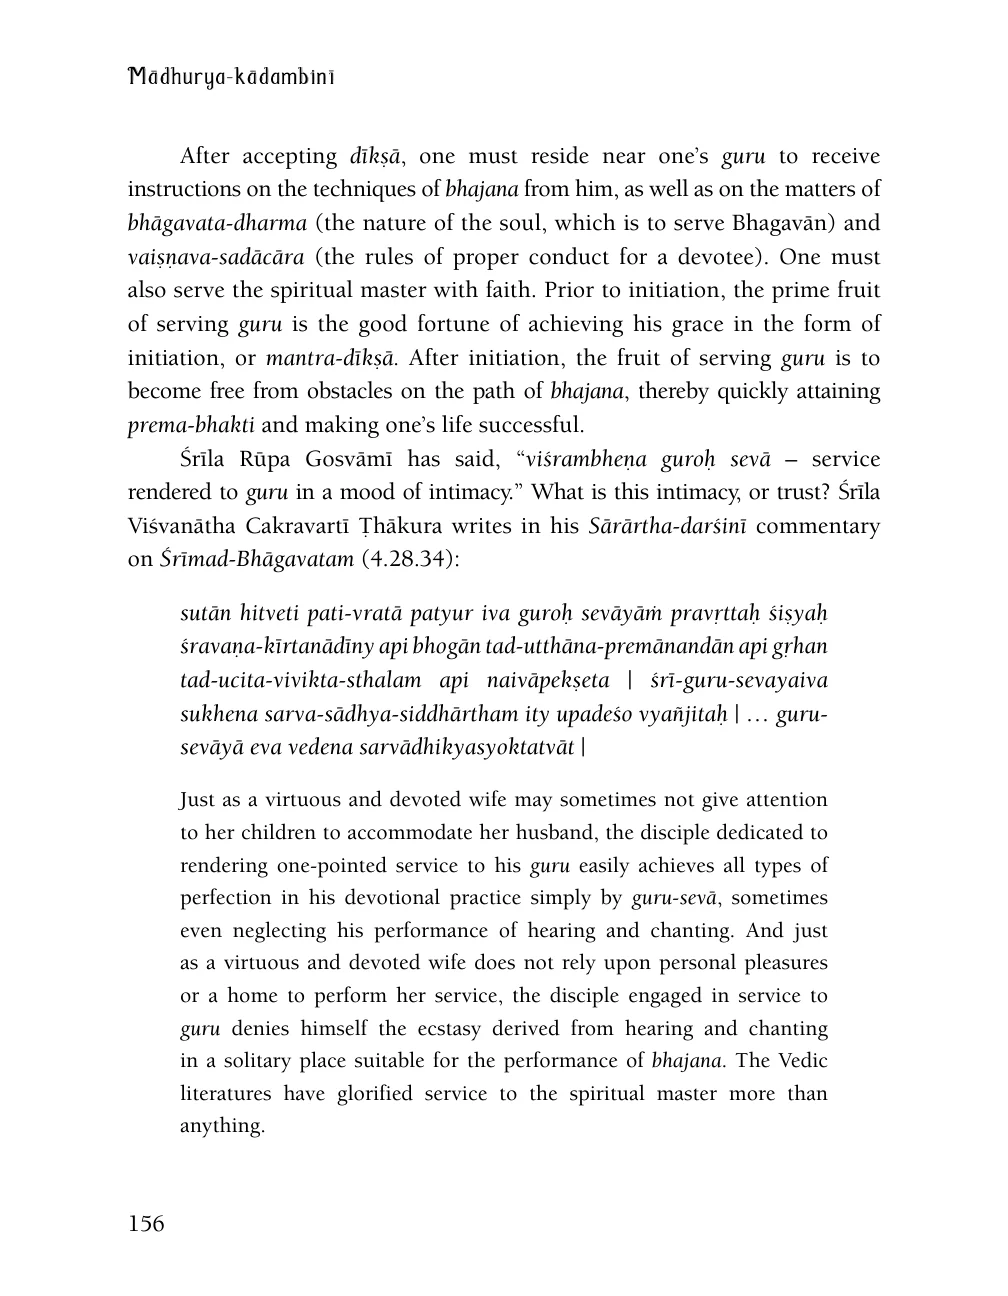 Mādhurya-kādambinī
After accepting dīkṣā, one must reside near one’s guru to receive
instructions on the techniques of bhajana from him, as well as on the matters of
bhāgavata-dharma (the nature of the soul, which is to serve Bhagavān) and
vaiṣṇava-sadācāra (the rules of proper conduct for a devotee). One must
also serve the spiritual master with faith. Prior to initiation, the prime fruit
of serving guru is the good fortune of achieving his grace in the form of
initiation, or mantra-dīkṣā. After initiation, the fruit of serving guru is to
become free from obstacles on the path of bhajana, thereby quickly attaining
prema-bhakti and making one’s life successful.
Śrīla Rūpa Gosvāmī has said, “viśrambheṇa guroḥ sevā – service
rendered to guru in a mood of intimacy.” What is this intimacy, or trust? Śrīla
Viśvanātha Cakravartī Ṭhākura writes in his Sārārtha-darśinī commentary
on Śrīmad-Bhāgavatam (4.28.34):
sutān hitveti pati-vratā patyur iva guroḥ sevāyāṁ pravṛttaḥ śiṣyaḥ
śravaṇa-kīrtanādīny api bhogān tad-utthāna-premānandān api gṛhan
tad-ucita-vivikta-sthalam api naivāpekṣeta | śrī-guru-sevayaiva
sukhena sarva-sādhya-siddhārtham ity upadeśo vyañjitaḥ | … guru-
sevāyā eva vedena sarvādhikyasyoktatvāt |
Just as a virtuous and devoted wife may sometimes not give attention
to her children to accommodate her husband, the disciple dedicated to
rendering one-pointed service to his guru easily achieves all types of
perfection in his devotional practice simply by guru-sevā, sometimes
even neglecting his performance of hearing and chanting. And just
as a virtuous and devoted wife does not rely upon personal pleasures
or a home to perform her service, the disciple engaged in service to
guru denies himself the ecstasy derived from hearing and chanting
in a solitary place suitable for the performance of bhajana. The Vedic
literatures have glorified service to the spiritual master more than
anything.
156